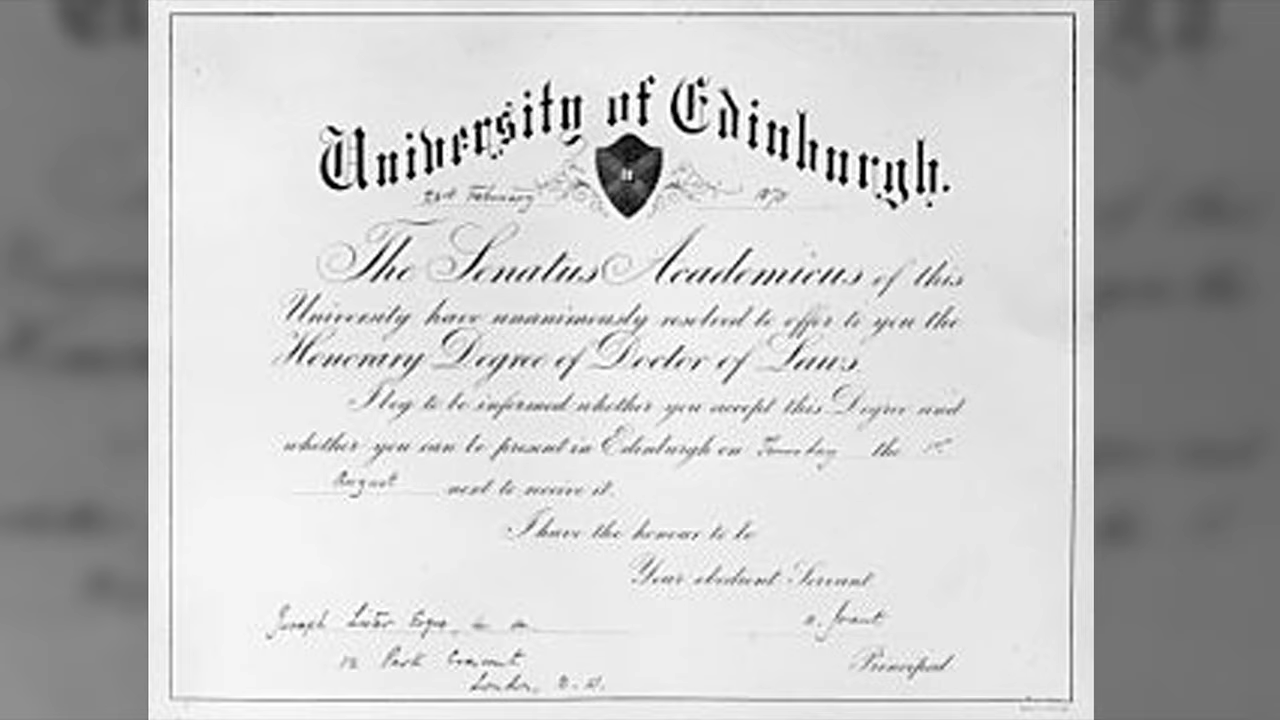 University of Edinburgh.
23rd February 187
The Senatus Academicus of this
University have unanimously resolved to offer to you the
Honorary Degree of Doctor of Laws
I beg to be informed whether you accept this Degree and
whether you can be present in Edinburgh on the 1st
August next to receive it.
I have the honour to be
Your obedient Servant
Joseph Lister Esqre
A. Grant
12 Park Crescent
Principal
London, N.W.